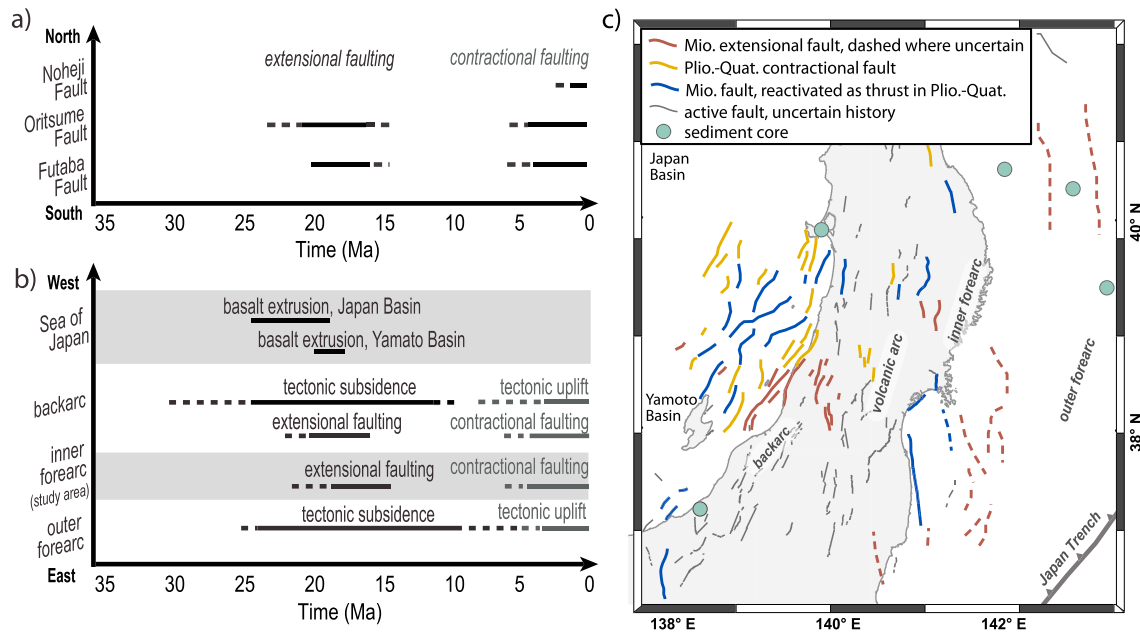 a)
North
extensional faulting
contractional faulting
Noheji
Fault
Oritsume
Fault
Futaba
Fault
South
35
30
25
20
15
10
5
0
Time (Ma)
b)
West
Sea of
Japan
basalt extrusion, Japan Basin
basalt extrusion, Yamato Basin
backarc
tectonic subsidence
tectonic uplift
extensional faulting
contractional faulting
inner
forearc
(study area)
extensional faulting
contractional faulting
outer
forearc
tectonic subsidence
tectonic uplift
East
35
30
25
20
15
10
5
0
Time (Ma)
c)
Mio. extensional fault, dashed where uncertain
Plio.-Quat. contractional fault
Mio. fault, reactivated as thrust in Plio.-Quat.
active fault, uncertain history
sediment core
Japan
Basin
40° N
inner forearc
volcanic arc
outer forearc
Yamoto
Basin
38° N
backarc
Japan Trench
138° E
140° E
142° E